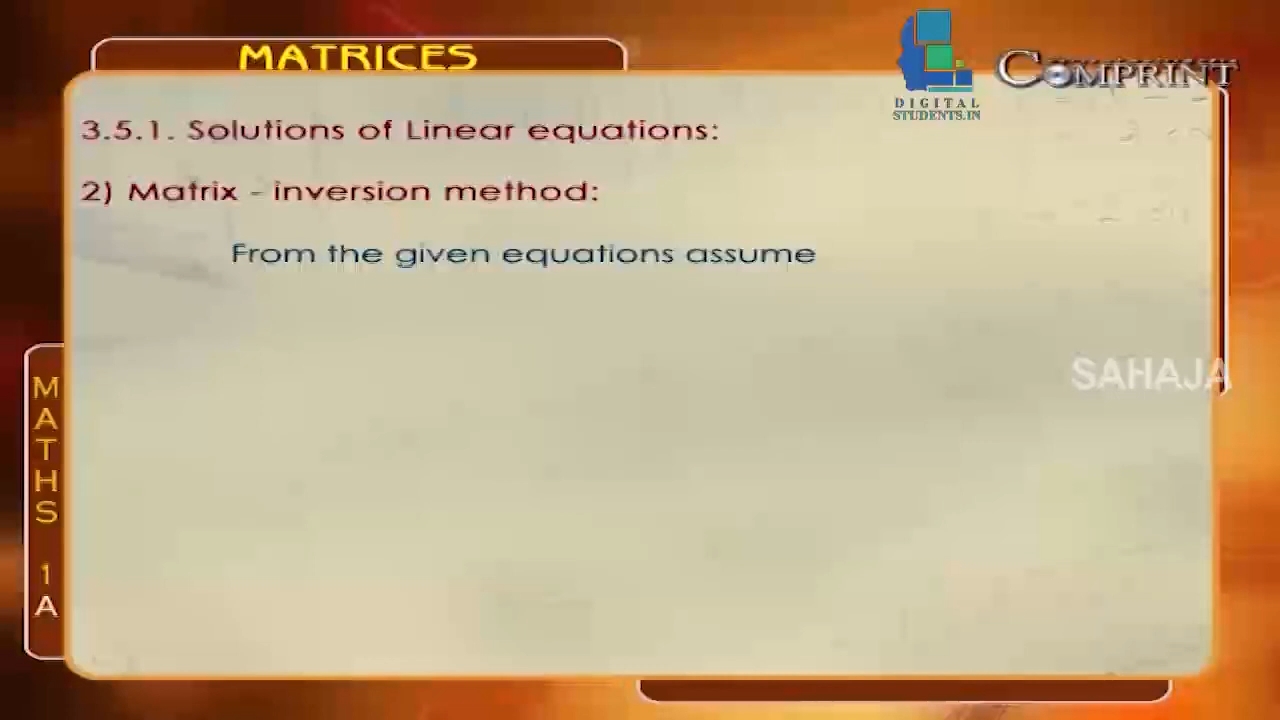 MATRICES
DIGITAL
STUDENTS.IN
COMPRINT
3.5.1. Solutions of Linear equations:
2) Matrix - inversion method:
From the given equations assume
SAHAJA
MATHS 1A